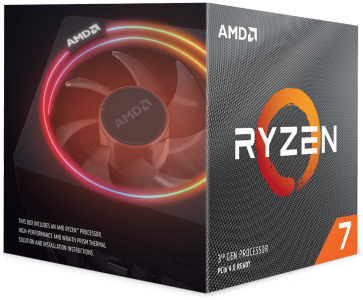 AMD
AMD
THIS BOX INCLUDES AN AMD RYZEN™ PROCESSOR,
HIGH-PERFORMANCE AMD WRAITH PRISM THERMAL
SOLUTION AND INSTALLATIONS INSTRUCTIONS
AMD
RYZEN
7
3rd GEN PROCESSOR
PCIe 4.0 READY